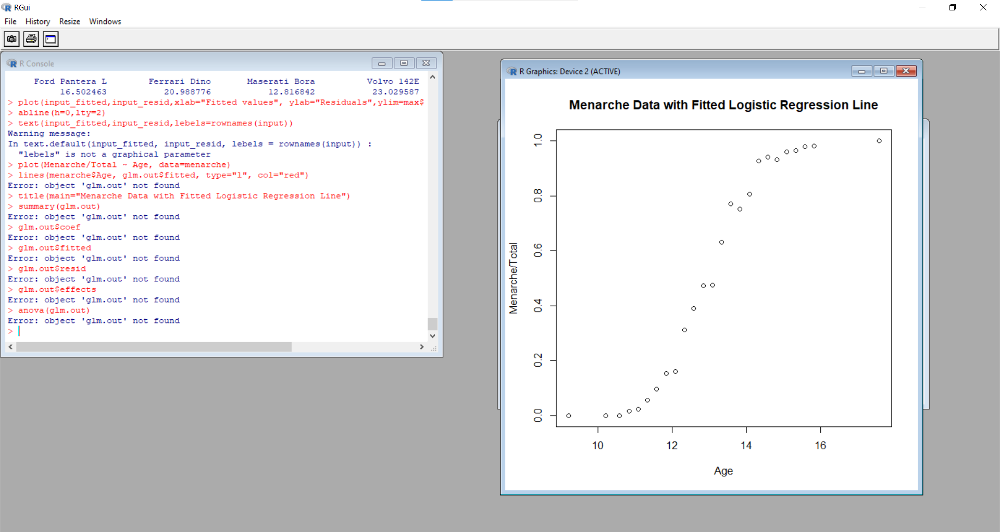 RGui
File History Resize Windows
R Console
Ford Pantera L Ferrari Dino Maserati Bora Volvo 142E
16.502463 20.988776 12.816842 23.029587
> plot(input_fitted,input_resid,xlab="Fitted values", ylab="Residuals",ylim=max$
> abline(h=0,lty=2)
> text(input_fitted,input_resid,lebels=rownames(input))
Warning message:
In text.default(input_fitted, input_resid, lebels = rownames(input)) :
"lebels" is not a graphical parameter
> plot(Menarche/Total ~ Age, data=menarche)
> lines(menarche$Age, glm.out$fitted, type="l", col="red")
Error: object 'glm.out' not found
> title(main="Menarche Data with Fitted Logistic Regression Line")
> summary(glm.out)
Error: object 'glm.out' not found
> glm.out$coef
Error: object 'glm.out' not found
> glm.out$fitted
Error: object 'glm.out' not found
> glm.out$resid
Error: object 'glm.out' not found
> glm.out$effects
Error: object 'glm.out' not found
> anova(glm.out)
Error: object 'glm.out' not found
>
R Graphics: Device 2 (ACTIVE)
Menarche Data with Fitted Logistic Regression Line
1.0
0.8
0.6
0.4
0.2
0.0
Menarche/Total
10 12 14 16
Age